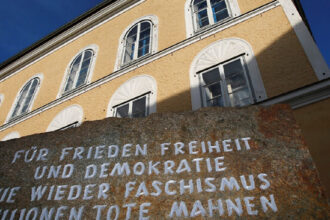 FÜR FRIEDEN FREIHEIT
UND DEMOKRATIE
WIEDER FASCHISMUS
TOTE MAHNEN